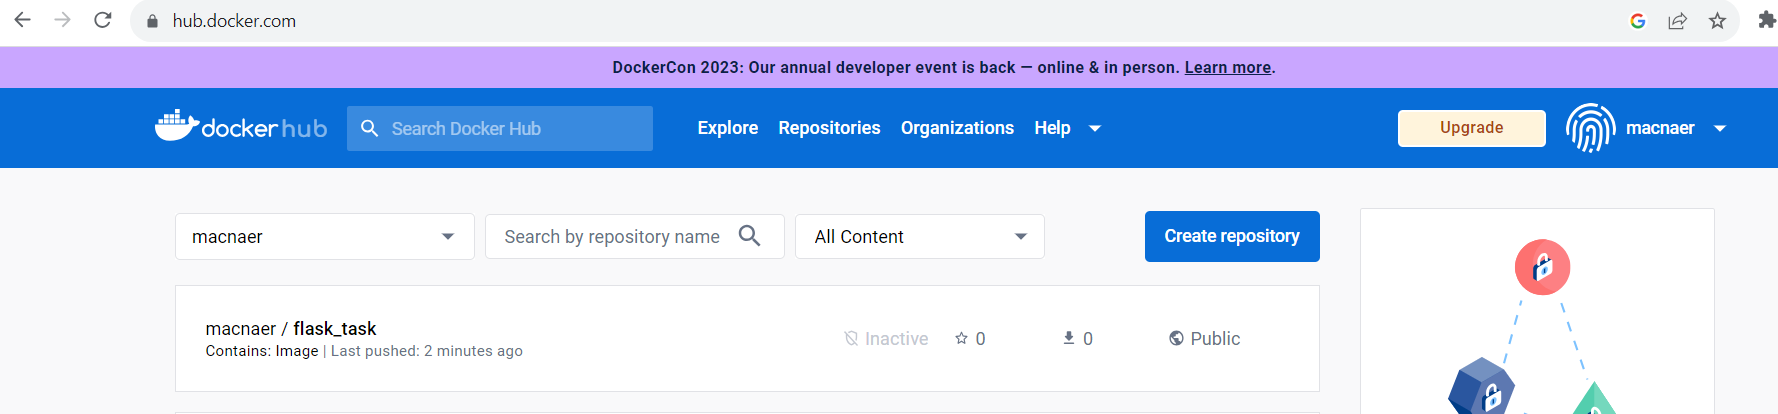 hub.docker.com
DockerCon 2023: Our annual developer event is back — online & in person. Learn more.
docker hub
Search Docker Hub
Explore
Repositories
Organizations
Help
Upgrade
macnaer
macnaer
Search by repository name
All Content
Create repository
macnaer / flask_task
Contains: Image | Last pushed: 2 minutes ago
Inactive
0
0
Public